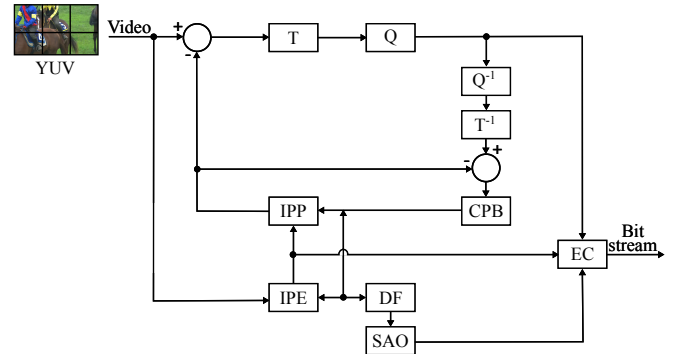 Video
+
-
T
Q
YUV
Q-1
T-1
+
-
IPP
CPB
Bit
stream
EC
IPE
DF
SAO